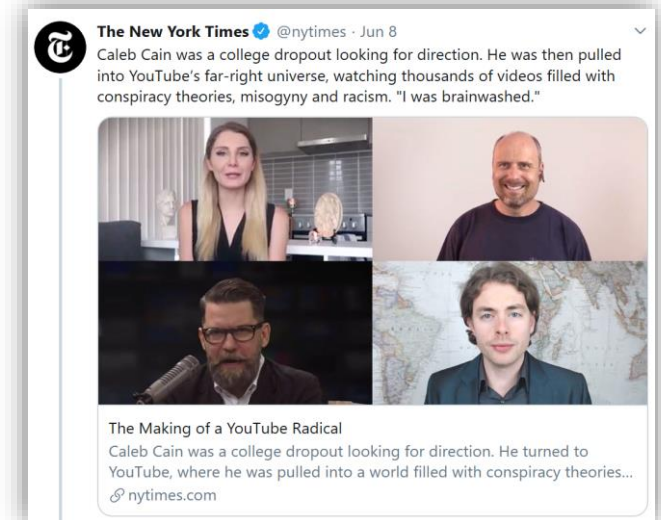 The New York Times @nytimes · Jun 8
Caleb Cain was a college dropout looking for direction. He was then pulled
into YouTube's far-right universe, watching thousands of videos filled with
conspiracy theories, misogyny and racism. "I was brainwashed."
The Making of a YouTube Radical
Caleb Cain was a college dropout looking for direction. He turned to
YouTube, where he was pulled into a world filled with conspiracy theories...
nytimes.com